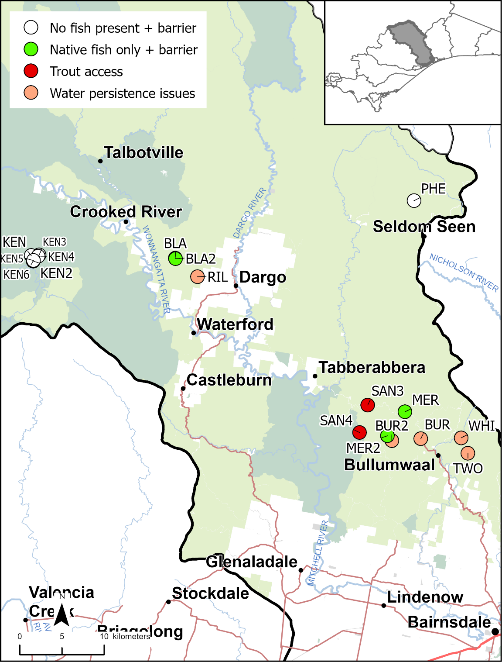 No fish present + barrier
Native fish only + barrier
Trout access
Water persistence issues
Talbotville
PHE
Crooked River
DARGO RIVER
Seldom Seen
KEN
KEN3
BLA
WONNANGATTA RIVER
KEN5
KEN4
BLA2
NICHOLSON RIVER
KEN6
KEN2
RIL
Dargo
Waterford
Tabberabbera
Castleburn
SAN3
MER
SAN4
BUR2
BUR
WHI
MER2
Bullumwaal
TWO
MITCHELL RIVER
Glenaladale
Valencia
Creek
Stockdale
Lindenow
Briagolong
Bairnsdale
0 5 10 kilometers